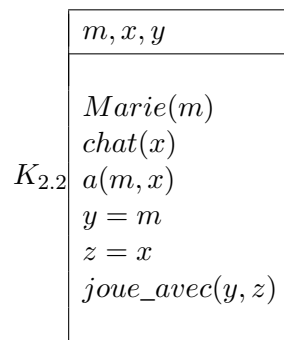 m, x, y
Marie(m)
chat(x)
K2.2 a(m, x)
y = m
z = x
joue_avec(y, z)